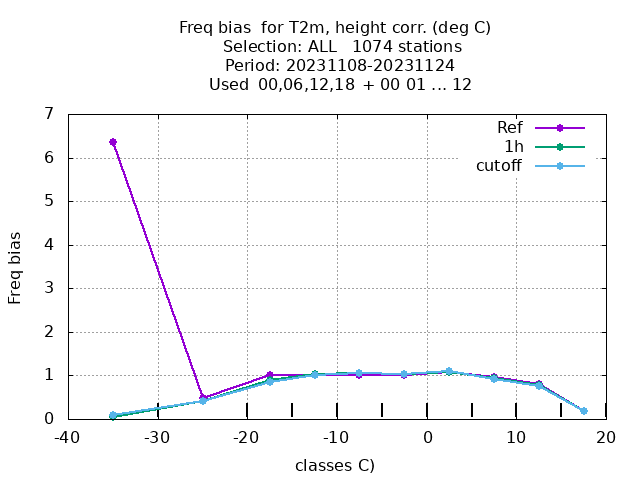 Freq bias  for T2m, height corr. (deg C)
Selection: ALL   1074 stations
Period: 20231108-20231124
Used  00,06,12,18  + 00 01 ... 12
Ref
1h
cutoff
Freq bias
7
6
5
4
3
2
1
0
-40 -30 -20 -10 0 10 20
classes C)